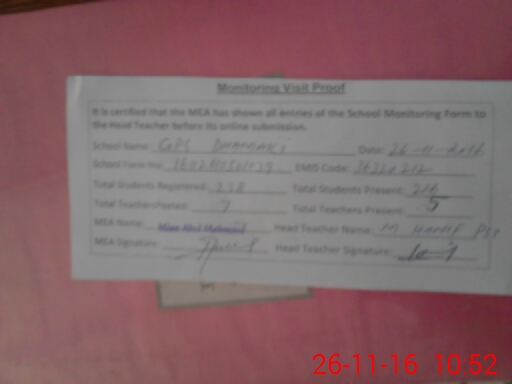 Monitoring Visit Proof
It is certified that the MEA has shown all entries of the School Monitoring Form to
the Head Teacher before its online submission.
School Name: GPS Date: 26-11-2016
School Form No: EMIS Code:
Total Students Registered: 238 Total Students Present: 216
Total Teachers Posted: 7 Total Teachers Present: 5
MEA Name: Mian Head Teacher Name: M Hanif
MEA Signature: Head Teacher Signature:
26-11-16 10:52